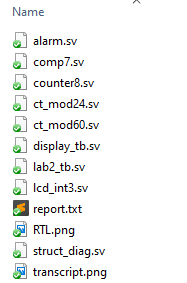 Name
alarm.sv
comp7.sv
counter8.sv
ct_mod24.sv
ct_mod60.sv
display_tb.sv
lab2_tb.sv
lcd_int3.sv
report.txt
RTL.png
struct_diag.sv
transcript.png